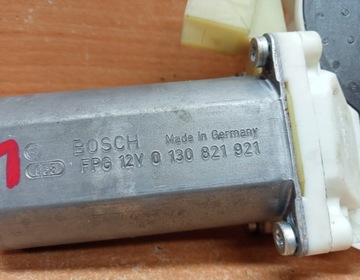 BOSCH Made in Germany
FPG 12V 0 130 821 921